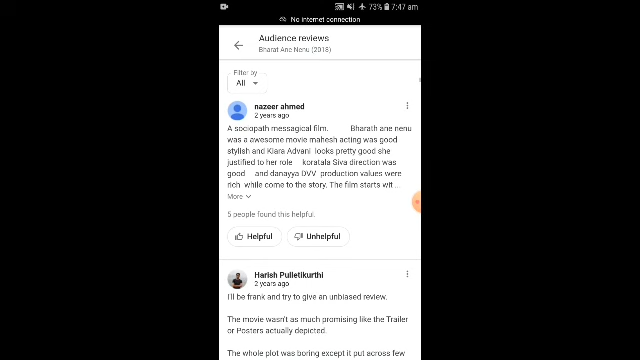 73% 7:47 am
No internet connection
Audience reviews
Bharat Ane Nenu (2018)
Filter by
All
nazeer ahmed
2 years ago
A sociopath messagical film. Bharath ane nenu
was a awesome movie mahesh acting was good
stylish and Kiara Advani looks pretty good she
justified to her role koratala Siva direction was
good and danayya DVV production values were
rich while come to the story. The film starts wit ...
More
5 people found this helpful.
Helpful Unhelpful
Harish Pulletikurthi
2 years ago
I'll be frank and try to give an unbiased review.
The movie wasn't as much promising like the Trailer
or Posters actually depicted.
The whole plot was boring except it put across few